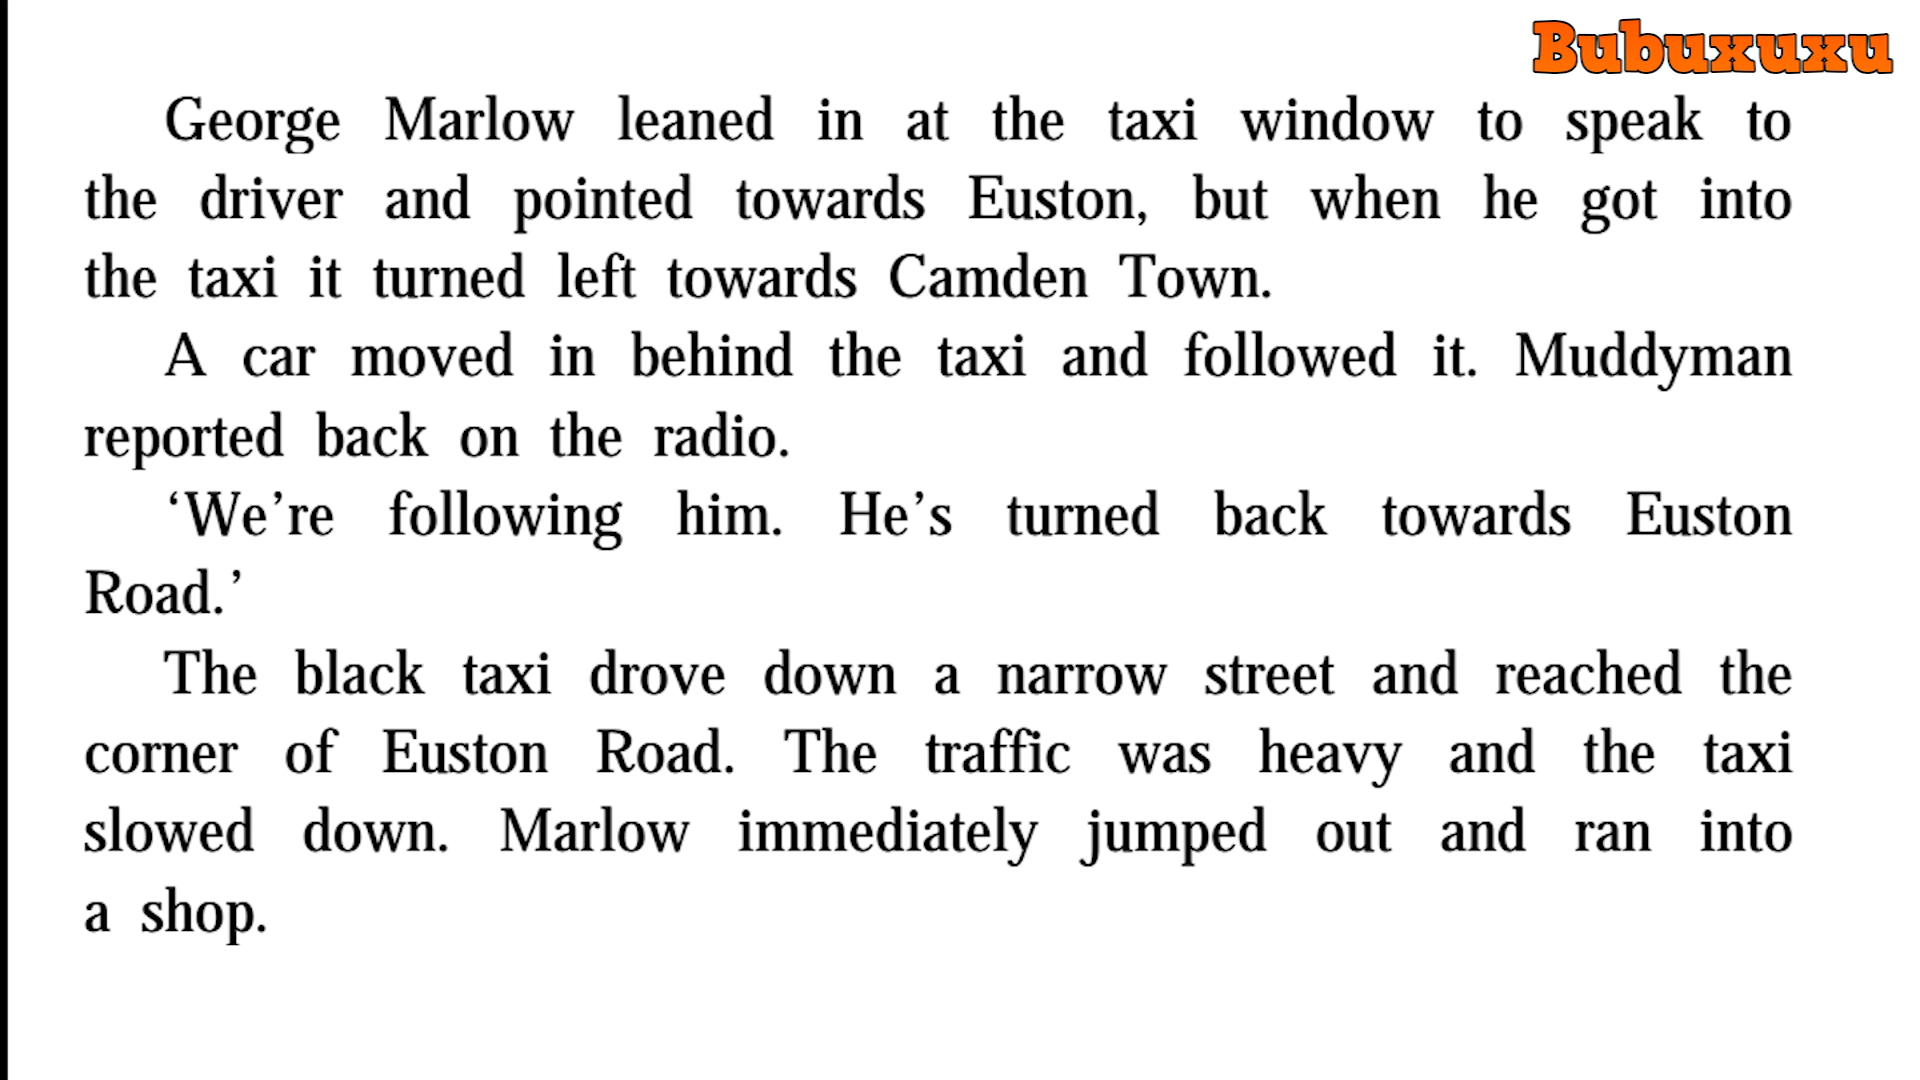 Bubuxuxu
George Marlow leaned in at the taxi window to speak to
the driver and pointed towards Euston, but when he got into
the taxi it turned left towards Camden Town.
A car moved in behind the taxi and followed it. Muddyman
reported back on the radio.
‘We’re following him. He’s turned back towards Euston
Road.’
The black taxi drove down a narrow street and reached the
corner of Euston Road. The traffic was heavy and the taxi
slowed down. Marlow immediately jumped out and ran into
a shop.